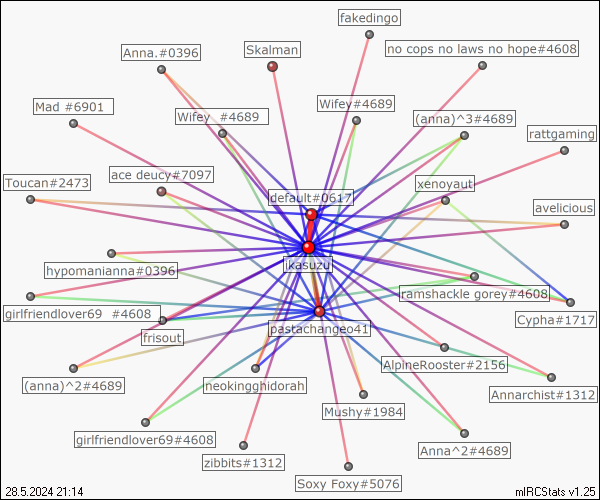 fakedingo
Anna.#0396
Skalman
no cops no laws no hope#4608
Mad #6901
Wifey #4689
Wifey#4689
(anna)^3#4689
rattgaming
Toucan#2473
ace deucy#7097
default#0617
xenoyaut
avelicious
ikasuzu
hypomanianna#0396
ramshackle gorey#4608
girlfriendlover69 #4608
Cypha#1717
frisout
pastachangeo41
AlpineRooster#2156
(anna)^2#4689
neokingghidorah
Annarchist#1312
Mushy#1984
girlfriendlover69#4608
Anna^2#4689
zibbits#1312
Soxy Foxy#5076
28.5.2024 21:14
mIRCStats v1.25